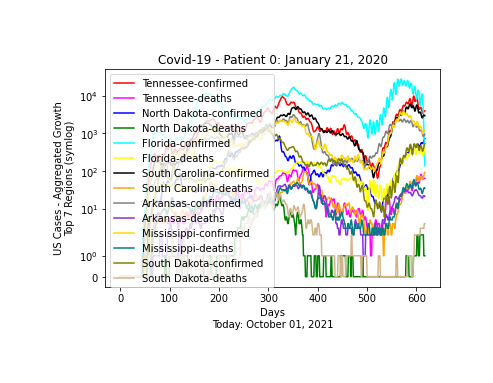 Covid-19 - Patient 0: January 21, 2020
US Cases - Aggregated Growth
Top 7 Regions (symlog)
10⁴
10³
10²
10¹
10⁰
0
Tennessee-confirmed
Tennessee-deaths
North Dakota-confirmed
North Dakota-deaths
Florida-confirmed
Florida-deaths
South Carolina-confirmed
South Carolina-deaths
Arkansas-confirmed
Arkansas-deaths
Mississippi-confirmed
Mississippi-deaths
South Dakota-confirmed
South Dakota-deaths
0 100 200 300 400 500 600
Days
Today: October 01, 2021